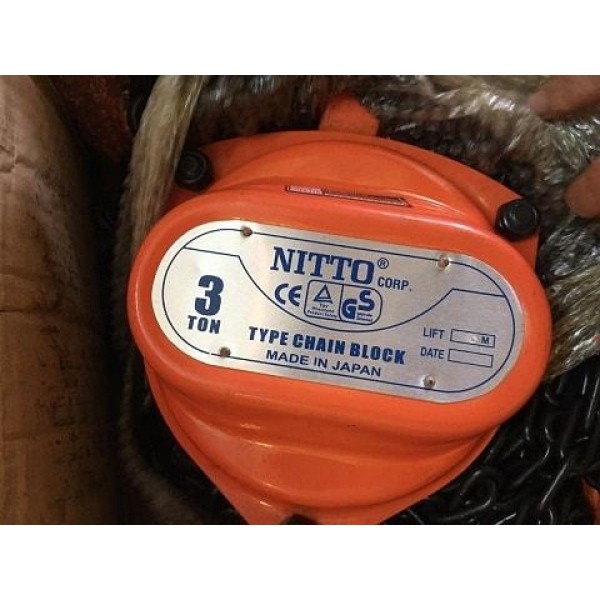 NITTO ® CORP.
3
TON
CE
GS
TYPE CHAIN BLOCK
MADE IN JAPAN
LIFT M
DATE